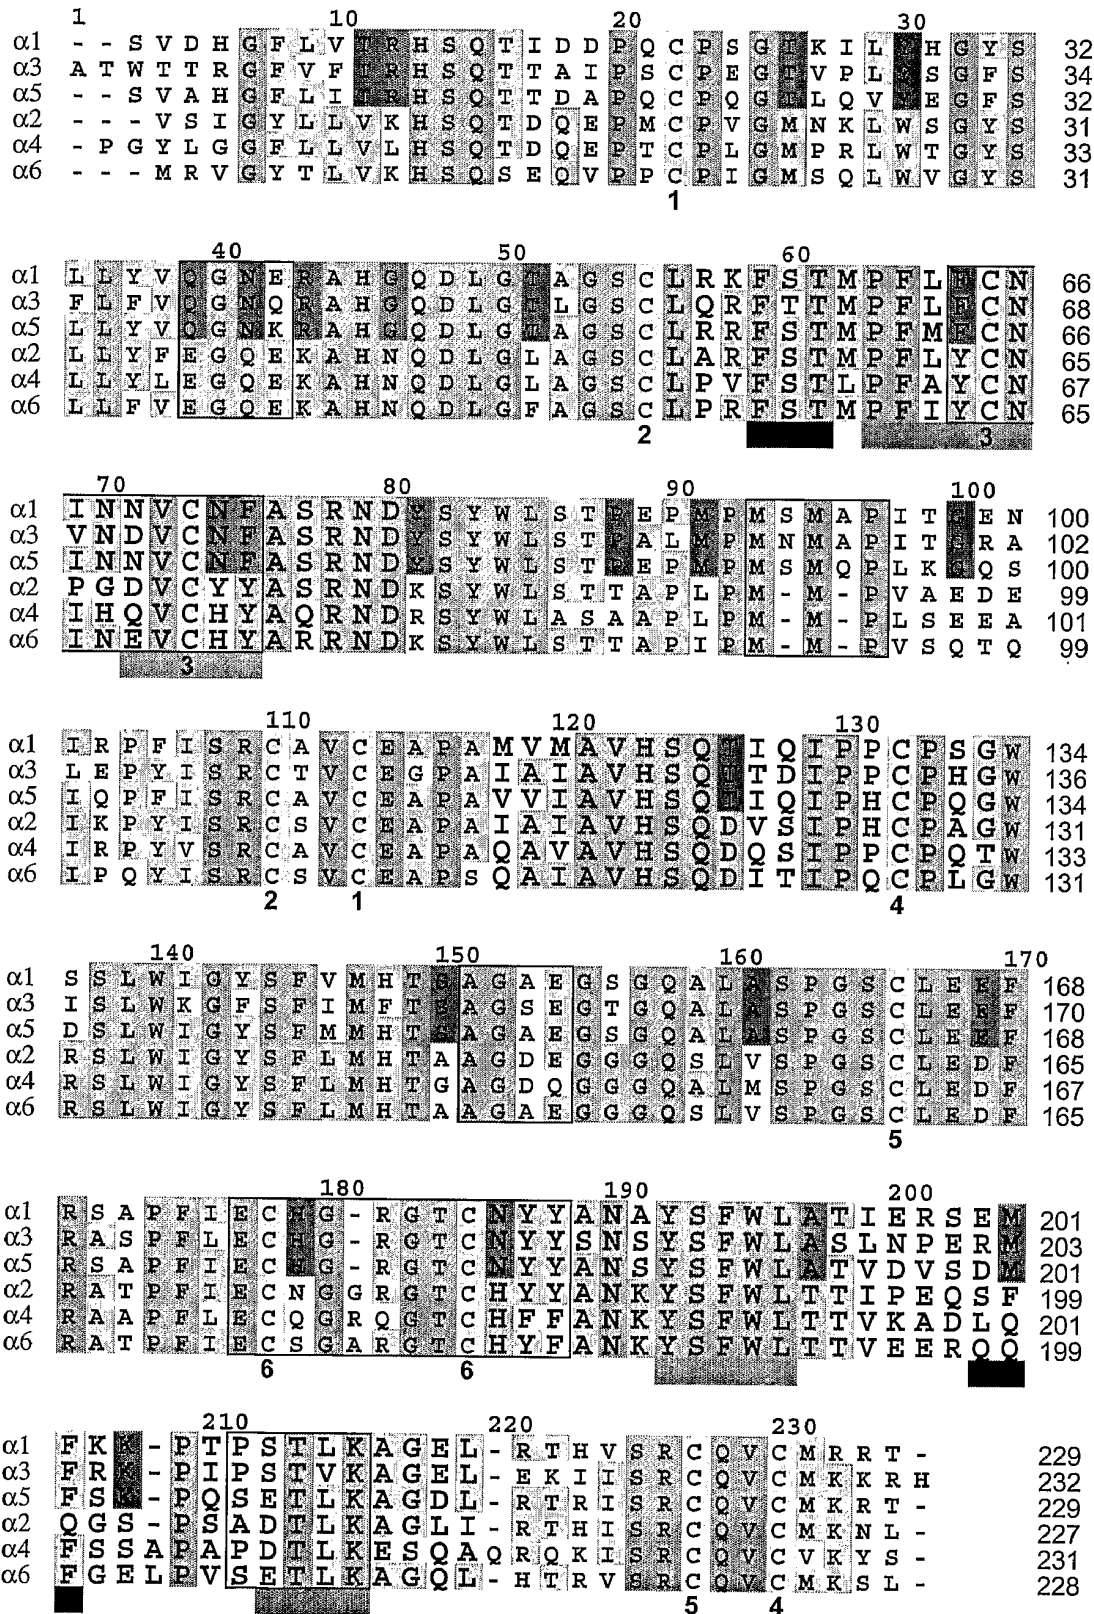 1 10 20 30
α1 - - S V D H G F L V T R H S Q T I D D P Q C P S G T K I L Y H G Y S 32
α3 A T W T T R G F V F T R H S Q T T A I P S C P E G T V P L Y S G F S 34
α5 - - S V A H G F L I T R H S Q T T D A P Q C P Q G T L Q V M E G F S 32
α2 - - - V S I G Y L L V K H S Q T D Q E P M C P V G M N K L W S G Y S 31
α4 - P G Y L G G F L L V L H S Q T D Q E P T C P L G M P R L W T G Y S 33
α6 - - - M R V G Y T L V K H S Q S E Q V P P C P I G M S Q L W V G Y S 31
1
40 50 60
α1 L L Y V Q G N E R A H G Q D L G T A G S C L R K F S T M P F L F C N 66
α3 F L F V Q G N Q R A H G Q D L G T L G S C L Q R F T T M P F L F C N 68
α5 L L Y V Q G N K R A H G Q D L G T A G S C L R R F S T M P F M F C N 66
α2 L L Y F E G Q E K A H N Q D L G L A G S C L A R F S T M P F L Y C N 65
α4 L L Y L E G Q E K A H N Q D L G L A G S C L P V F S T L P F A Y C N 67
α6 L L F V E G Q E K A H N Q D L G F A G S C L P R F S T M P F I Y C N 65
2 3
70 80 90 100
α1 I N N V C N F A S R N D Y S Y W L S T P E P M P M S M A P I T G E N 100
α3 V N D V C N F A S R N D Y S Y W L S T P A L M P M N M A P I T G R A 102
α5 I N N V C N F A S R N D Y S Y W L S T P E P M P M S M Q P L K G Q S 100
α2 P G D V C Y Y A S R N D K S Y W L S T T A P L P M - M - P V A E D E 99
α4 I H Q V C H Y A Q R N D R S Y W L A S A A P L P M - M - P L S E E A 101
α6 I N E V C H Y A R R N D K S Y W L S T T A P I P M - M - P V S Q T Q 99
3
110 120 130
α1 I R P F I S R C A V C E A P A M V M A V H S Q T I Q I P P C P S G W 134
α3 L E P Y I S R C T V C E G P A I A I A V H S Q T T D I P P C P H G W 136
α5 I Q P F I S R C A V C E A P A V V I A V H S Q T I Q I P H C P Q G W 134
α2 I K P Y I S R C S V C E A P A I A I A V H S Q D V S I P H C P A G W 131
α4 I R P Y V S R C A V C E A P A Q A V A V H S Q D Q S I P P C P Q T W 133
α6 I P Q Y I S R C S V C E A P S Q A I A V H S Q D I T I P Q C P L G W 131
2 1 4
140 150 160 170
α1 S S L W I G Y S F V M H T S A G A E G S G Q A L A S P G S C L E E F 168
α3 I S L W K G F S F I M F T S A G S E G T G Q A L A S P G S C L E E F 170
α5 D S L W I G Y S F M M H T S A G A E G S G Q A L A S P G S C L E E F 168
α2 R S L W I G Y S F L M H T A A G D E G G G Q S L V S P G S C L E D F 165
α4 R S L W I G Y S F L M H T G A G D Q G G G Q A L M S P G S C L E D F 167
α6 R S L W I G Y S F L M H T A A G A E G G G Q S L V S P G S C L E D F 165
5
180 190 200
α1 R S A P F I E C H G - R G T C N Y Y A N A Y S F W L A T I E R S E M 201
α3 R A S P F L E C H G - R G T C N Y Y S N S Y S F W L A S L N P E R M 203
α5 R S A P F I E C H G - R G T C N Y Y A N S Y S F W L A T V D V S D M 201
α2 R A T P F I E C N G G R G T C H Y Y A N K Y S F W L T T I P E Q S F 199
α4 R A A P F L E C Q G R Q G T C H F F A N K Y S F W L T T V K A D L Q 201
α6 R A T P F I E C S G A R G T C H Y F A N K Y S F W L T T V E E R Q Q 199
6 6
210 220 230
α1 F K K - P T P S T L K A G E L - R T H V S R C Q V C M R R T - 229
α3 F R K - P I P S T V K A G E L - E K I I S R C Q V C M K K R H 232
α5 F S K - P Q S E T L K A G D L - R T R I S R C Q V C M K R T - 229
α2 Q G S - P S A D T L K A G L I - R T H I S R C Q V C M K N L - 227
α4 F S S A P A P D T L K E S Q A Q R Q K I S R C Q V C V K Y S - 231
α6 F G E L P V S E T L K A G Q L - H T R V S R C Q V C M K S L - 228
5 4